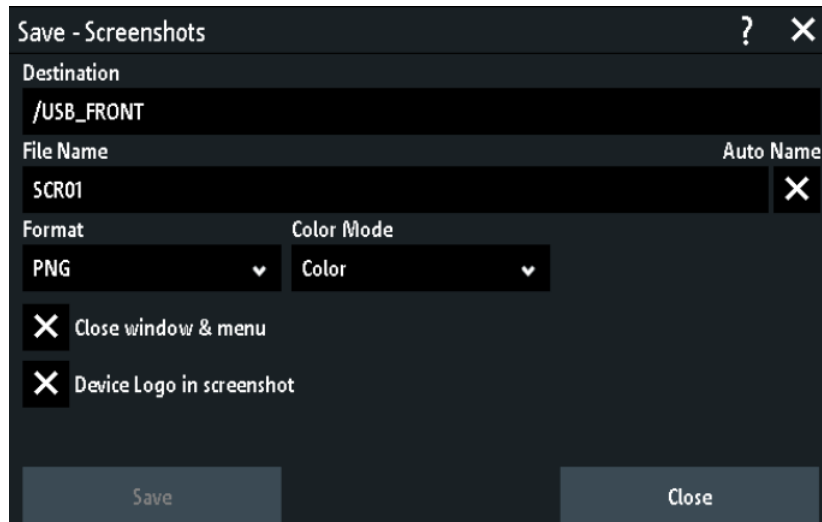 Save - Screenshots ?
Destination
/USB_FRONT
File Name Auto Name
SCR01
Format Color Mode
PNG Color
Close window & menu
Device Logo in screenshot
Save Close